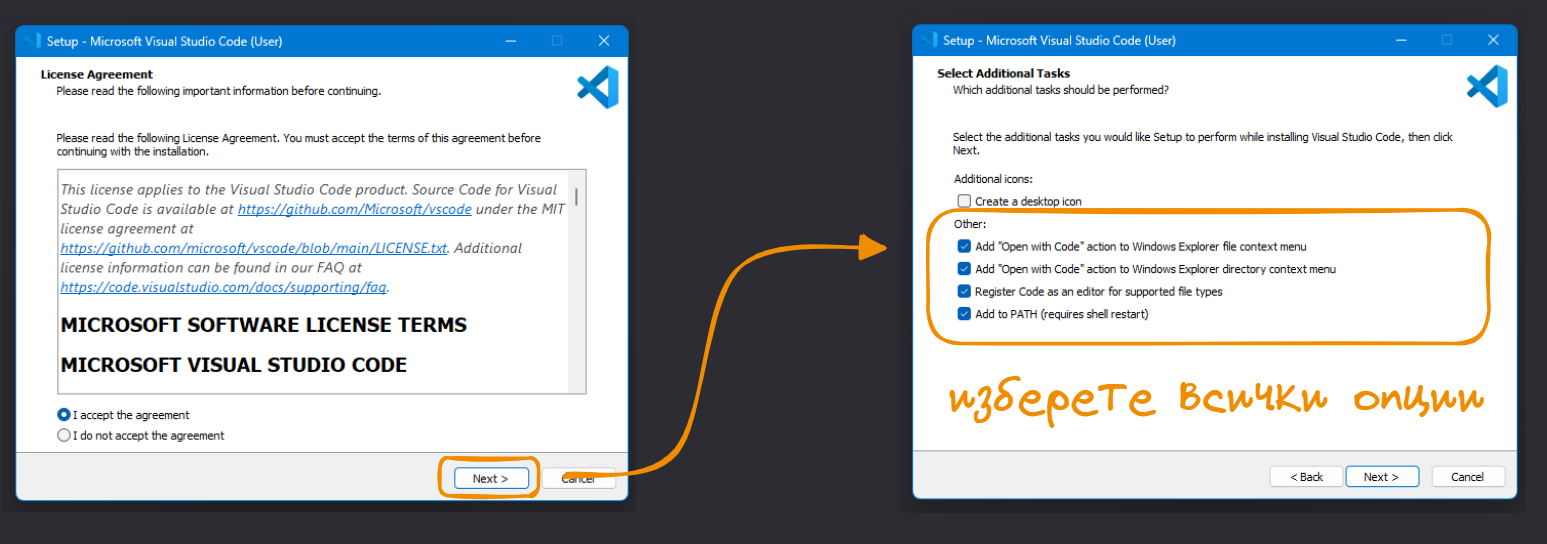 Setup - Microsoft Visual Studio Code (User)
License Agreement
Please read the following important information before continuing.
Please read the following License Agreement. You must accept the terms of this agreement before
continuing with the installation.
This license applies to the Visual Studio Code product. Source Code for Visual
Studio Code is available at https://github.com/Microsoft/vscode under the MIT
license agreement at
https://github.com/microsoft/vscode/blob/main/LICENSE.txt. Additional
license information can be found in our FAQ at
https://code.visualstudio.com/docs/supporting/faq.
MICROSOFT SOFTWARE LICENSE TERMS
MICROSOFT VISUAL STUDIO CODE
I accept the agreement
I do not accept the agreement
Next >
Cancel
Setup - Microsoft Visual Studio Code (User)
Select Additional Tasks
Which additional tasks should be performed?
Select the additional tasks you would like Setup to perform while installing Visual Studio Code, then click
Next.
Additional icons:
Create a desktop icon
Other:
Add "Open with Code" action to Windows Explorer file context menu
Add "Open with Code" action to Windows Explorer directory context menu
Register Code as an editor for supported file types
Add to PATH (requires shell restart)
изберете всички опции
< Back
Next >
Cancel